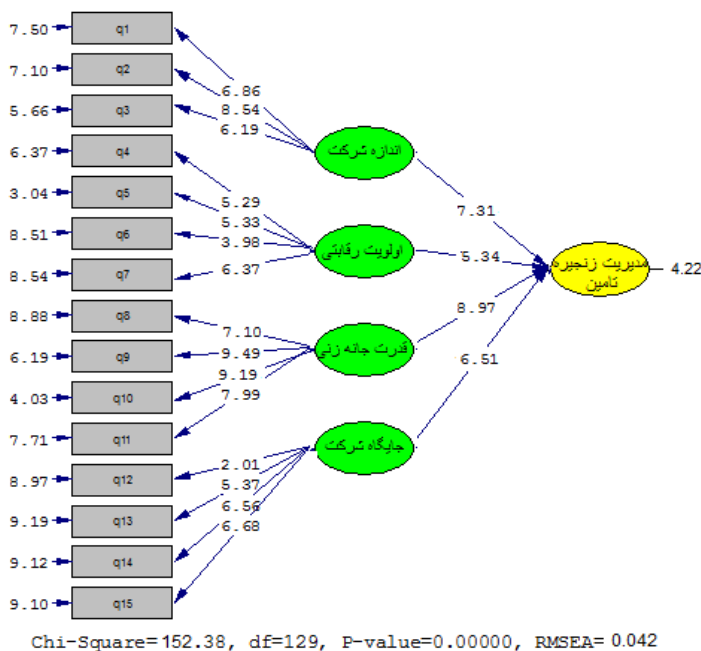 7.50 q1
7.10 q2
5.66 q3
6.37 q4
3.04 q5
8.51 q6
8.54 q7
8.88 q8
6.19 q9
4.03 q10
7.71 q11
8.97 q12
9.19 q13
9.12 q14
9.10 q15
6.86
8.54
6.19
5.29
5.33
3.98
6.37
7.10
9.49
9.19
7.99
2.01
5.37
6.56
6.68
اندازه شرکت
اولویت رقابتی
قدرت چانه زنی
جایگاه شرکت
7.31
5.34
8.97
6.51
مدیریت زنجیره
تامین
4.22
Chi-Square=152.38, df=129, P-value=0.00000, RMSEA= 0.042